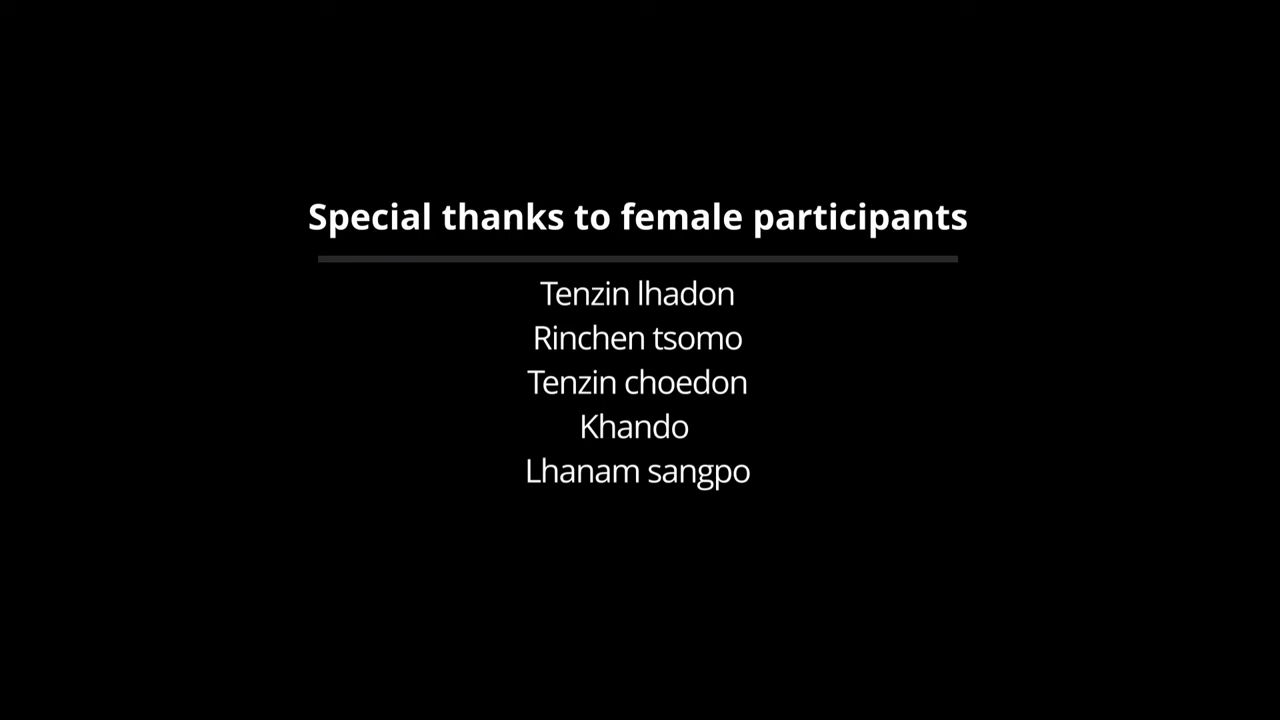 Special thanks to female participants
Tenzin lhadon
Rinchen tsomo
Tenzin choedon
Khando
Lhanam sangpo